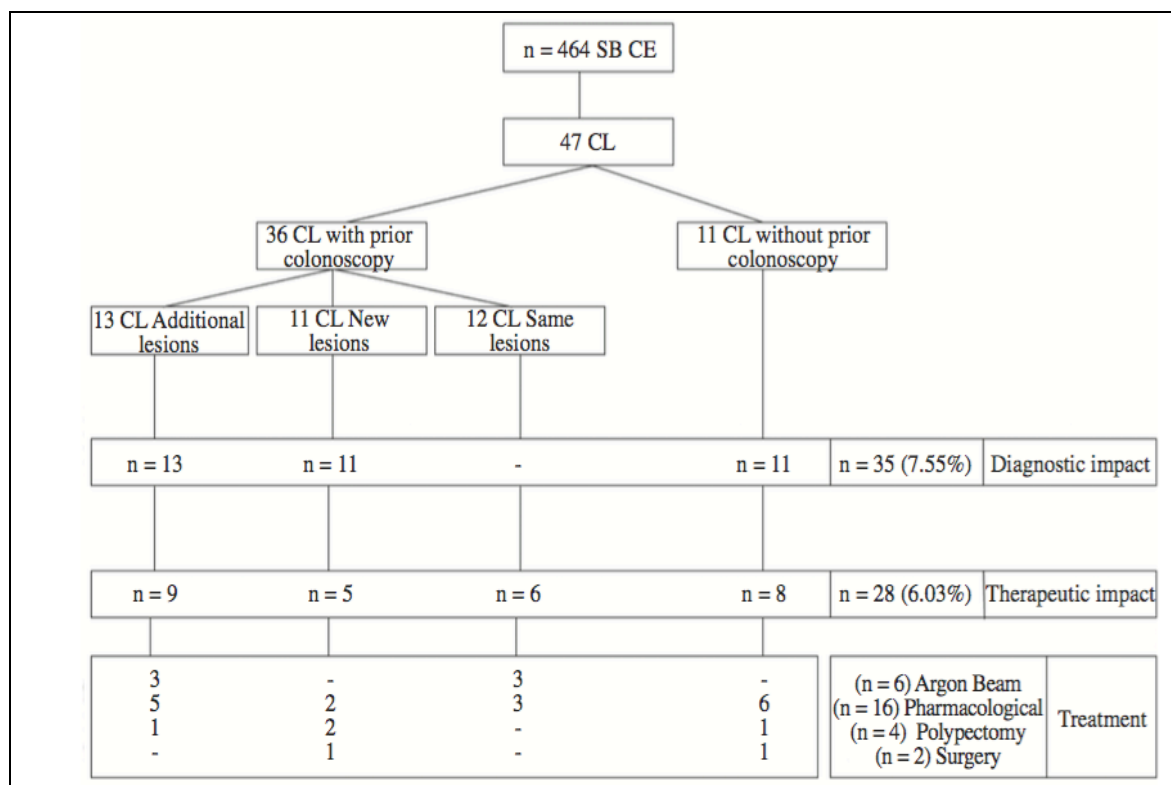 n = 464 SB CE
47 CL
36 CL with prior
colonoscopy
11 CL without prior
colonoscopy
13 CL Additional
lesions
11 CL New
lesions
12 CL Same
lesions
n = 13 n = 11 - n = 11 n = 35 (7.55%) Diagnostic impact
n = 9 n = 5 n = 6 n = 8 n = 28 (6.03%) Therapeutic impact
3 - 3 - (n = 6) Argon Beam
5 2 3 6 (n = 16) Pharmacological
1 2 - 1 (n = 4) Polypectomy
- 1 - 1 (n = 2) Surgery
Treatment